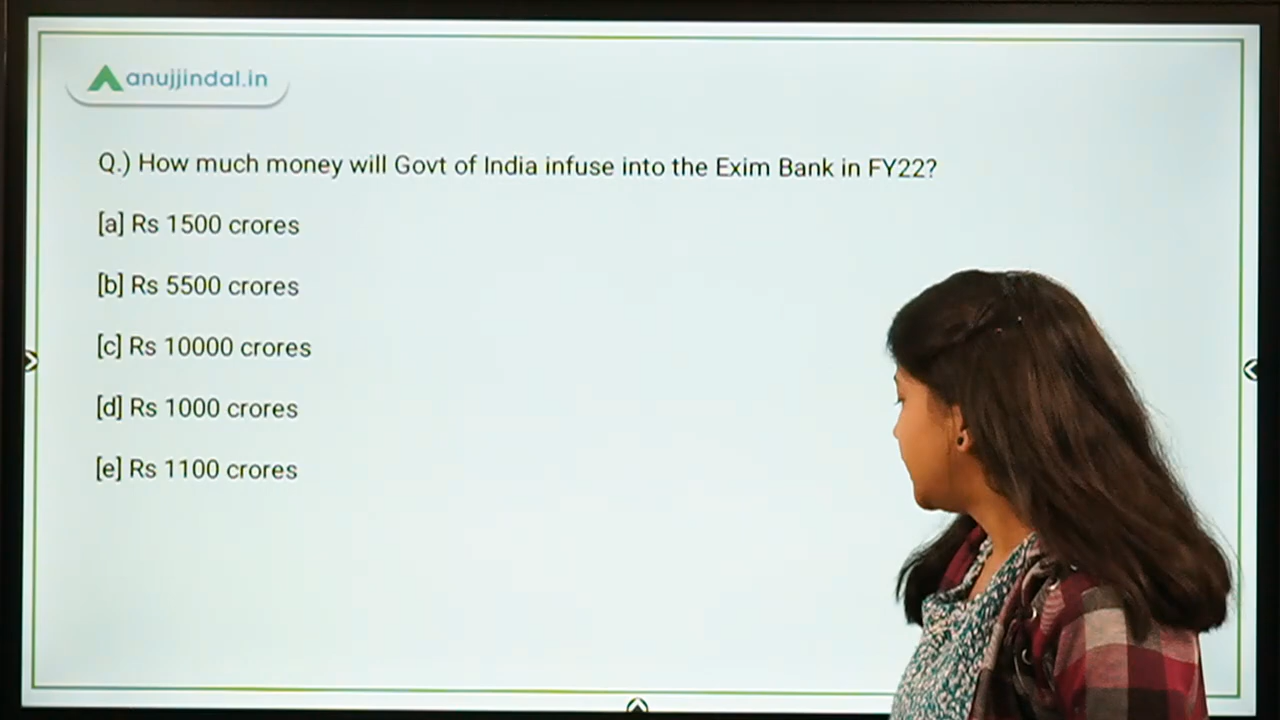 anujjindal.in
Q.) How much money will Govt of India infuse into the Exim Bank in FY22?
[a] Rs 1500 crores
[b] Rs 5500 crores
[c] Rs 10000 crores
[d] Rs 1000 crores
[e] Rs 1100 crores